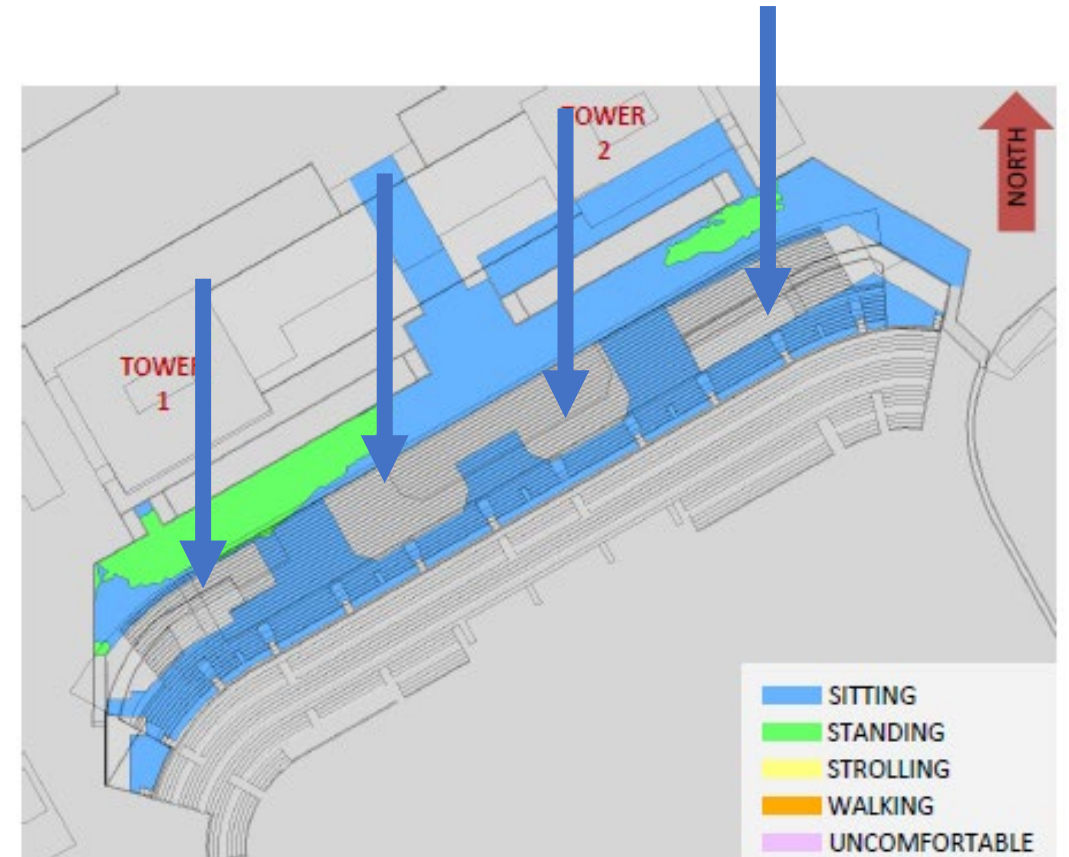 TOWER
2
NORTH
TOWER
1
SITTING
STANDING
STROLLING
WALKING
UNCOMFORTABLE